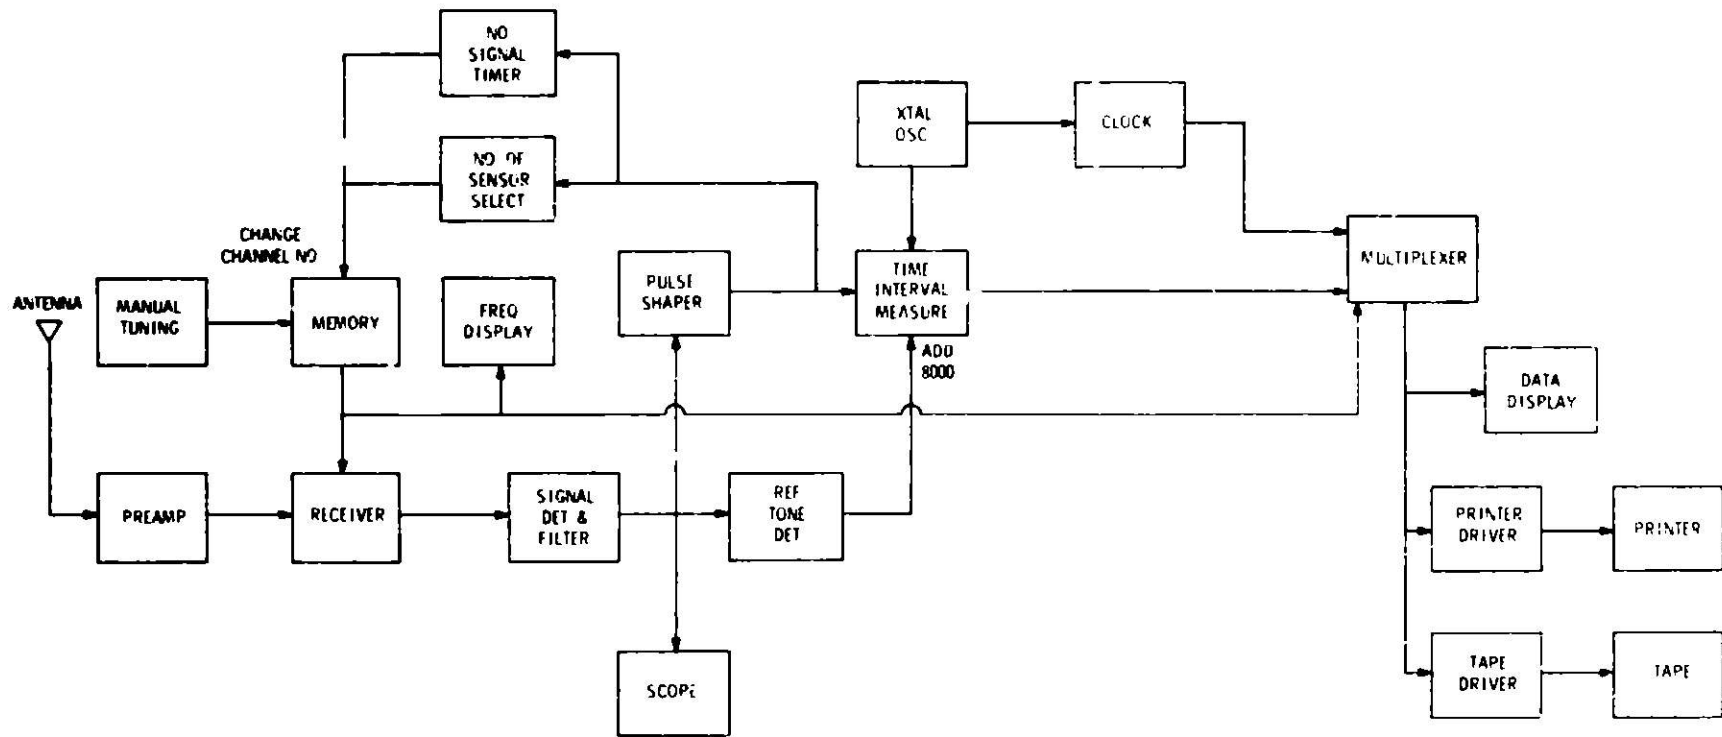 NO
SIGNAL
TIMER
XTAL
OSC
CLOCK
NO OF
SENSOR
SELECT
CHANGE
CHANNEL NO
MULTIPLEXER
ANTENNA
MANUAL
TUNING
MEMORY
FREQ
DISPLAY
PULSE
SHAPER
TIME
INTERVAL
MEASURE
ADD
8000
DATA
DISPLAY
PREAMP
RECEIVER
SIGNAL
DET &
FILTER
REF
TONE
DET
PRINTER
DRIVER
PRINTER
SCOPE
TAPE
DRIVER
TAPE